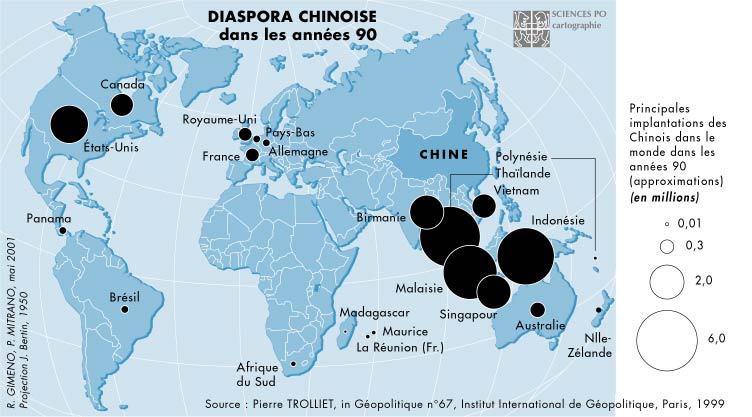 DIASPORA CHINOISE
dans les années 90
SCIENCES PO
cartographie
Canada
États-Unis
Royaume-Uni
Pays-Bas
Allemagne
France
CHINE
Polynésie
Thaïlande
Vietnam
Birmanie
Indonésie
Panama
Brésil
Malaisie
Singapour
Madagascar
Maurice
La Réunion (Fr.)
Australie
Nlle-
Zélande
Afrique
du Sud
Principales
implantations des
Chinois dans le
monde dans les
années 90
(approximations)
(en millions)
0,01
0,3
2,0
6,0
R. GIMENO, P. MITRANO, mai 2001
Projection J. Bertin, 1950
Source : Pierre TROLLIET, in Géopolitique n°67, Institut International de Géopolitique, Paris, 1999